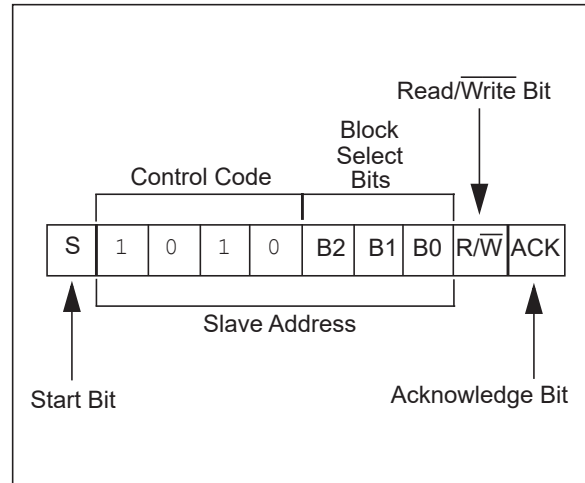 Read/Write Bit
Block
Select
Bits
Control Code
S 1 0 1 0 B2 B1 B0 R/W ACK
Slave Address
Start Bit
Acknowledge Bit